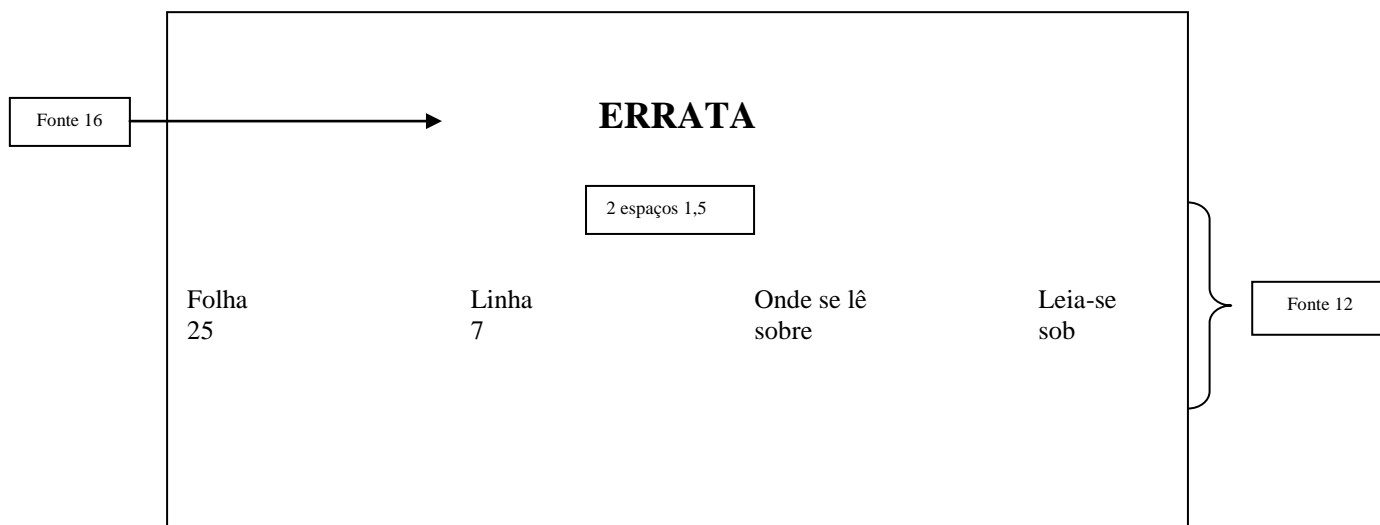 ERRATA
Fonte 16
2 espaços 1,5
Folha Linha Onde se lê Leia-se
25 7 sobre sob
Fonte 12